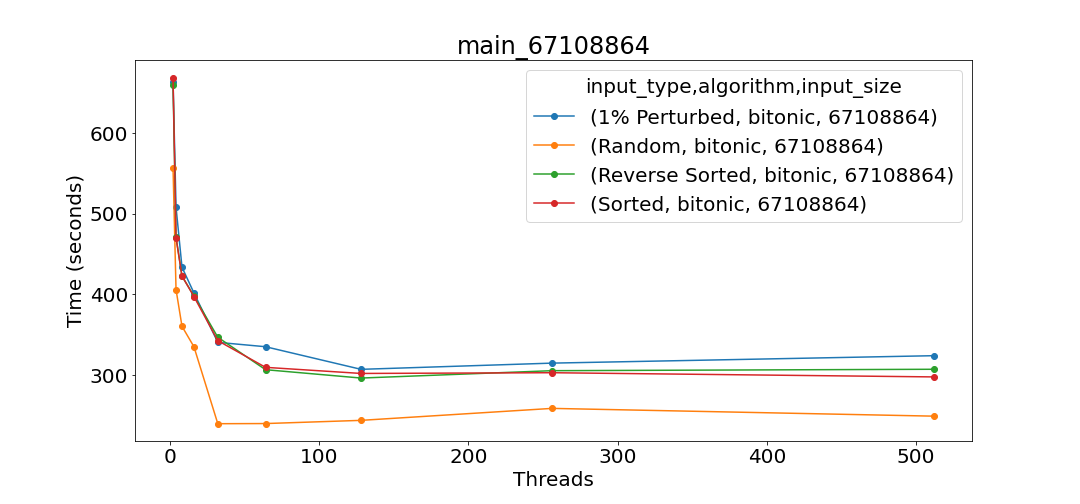 main_67108864
input_type,algorithm,input_size
(1% Perturbed, bitonic, 67108864)
(Random, bitonic, 67108864)
(Reverse Sorted, bitonic, 67108864)
(Sorted, bitonic, 67108864)
Time (seconds)
600
500
400
300
0 100 200 300 400 500
Threads